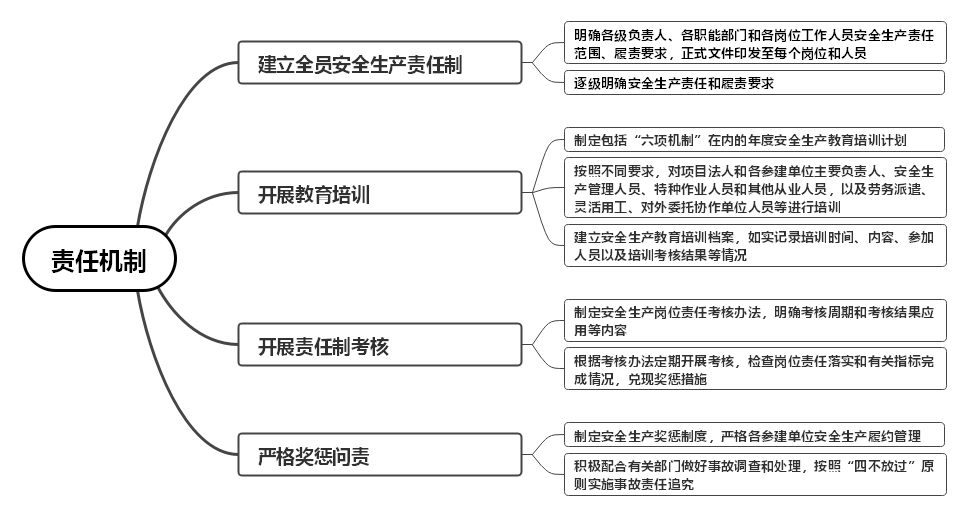 责任机制
建立全员安全生产责任制
明确各级负责人、各职能部门和各岗位工作人员安全生产责任
范围、履责要求，正式文件印发至每个岗位和人员
逐级明确安全生产责任和履责要求
开展教育培训
制定包括“六项机制”在内的年度安全生产教育培训计划
按照不同要求，对项目法人和各参建单位主要负责人、安全生
产管理人员、特种作业人员和其他从业人员，以及劳务派遣、
灵活用工、对外委托协作单位人员等进行培训
建立安全生产教育培训档案，如实记录培训时间、内容、参加
人员以及培训考核结果等情况
开展责任制考核
制定安全生产岗位责任考核办法，明确考核周期和考核结果应
用等内容
根据考核办法定期开展考核，检查岗位责任落实和有关指标完
成情况，兑现奖惩措施
严格奖惩问责
制定安全生产奖惩制度，严格各参建单位安全生产履约管理
积极配合有关部门做好事故调查和处理，按照“四不放过”原
则实施事故责任追究